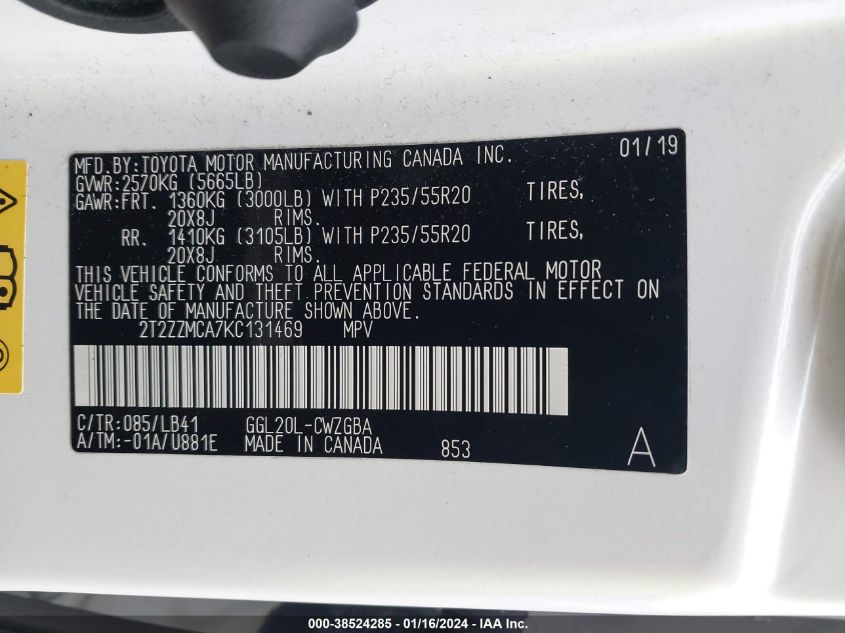 MFD.BY:TOYOTA MOTOR MANUFACTURING CANADA INC. 01/19
GVWR:2570KG (5665LB)
GAWR:FRT. 1360KG (3000LB) WITH P235/55R20 TIRES,
20X8J RIMS.
RR. 1410KG (3105LB) WITH P235/55R20 TIRES,
20X8J RIMS.
THIS VEHICLE CONFORMS TO ALL APPLICABLE FEDERAL MOTOR
VEHICLE SAFETY AND THEFT PREVENTION STANDARDS IN EFFECT ON
THE DATE OF MANUFACTURE SHOWN ABOVE.
2T2ZZMCA7KC131469 MPV
C/TR:085/LB41 GGL20L-CWZGBA
A/TM:-01A/U881E MADE IN CANADA 853 A
000-38524285 - 01/16/2024 - IAA Inc.